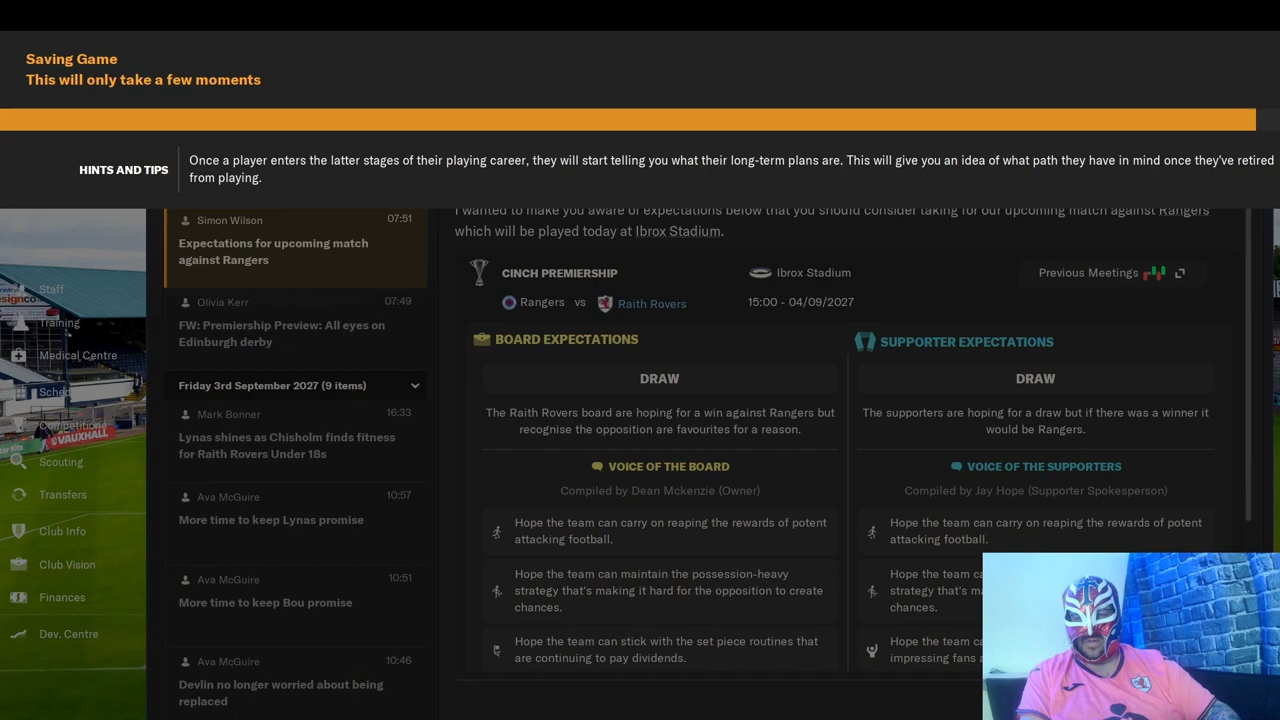 Saving Game
This will only take a few moments
HINTS AND TIPS
Once a player enters the latter stages of their playing career, they will start telling you what their long-term plans are. This will give you an idea of what path they have in mind once they've retired
from playing.
Simon Wilson 07:51
Expectations for upcoming match
against Rangers
Olivia Kerr 07:49
FW: Premiership Preview: All eyes on
Edinburgh derby
Friday 3rd September 2027 (9 items)
Mark Bonner 16:33
Lynas shines as Chisholm finds fitness
for Raith Rovers Under 18s
Ava McGuire 10:57
More time to keep Lynas promise
Ava McGuire 10:51
More time to keep Bou promise
Ava McGuire 10:46
Devlin no longer worried about being
replaced
Staff
Training
Medical Centre
Sched
Competitions
VAUXHALL
Scouting
Transfers
Club Info
Club Vision
Finances
Dev. Centre
I wanted to make you aware of expectations below that you should consider taking for our upcoming match against Rangers
which will be played today at Ibrox Stadium.
CINCH PREMIERSHIP
Ibrox Stadium
Previous Meetings
Rangers vs Raith Rovers
15:00 - 04/09/2027
BOARD EXPECTATIONS
DRAW
The Raith Rovers board are hoping for a win against Rangers but
recognise the opposition are favourites for a reason.
VOICE OF THE BOARD
Compiled by Dean Mckenzie (Owner)
Hope the team can carry on reaping the rewards of potent
attacking football.
Hope the team can maintain the possession-heavy
strategy that's making it hard for the opposition to create
chances.
Hope the team can stick with the set piece routines that
are continuing to pay dividends.
SUPPORTER EXPECTATIONS
DRAW
The supporters are hoping for a draw but if there was a winner it
would be Rangers.
VOICE OF THE SUPPORTERS
Compiled by Jay Hope (Supporter Spokesperson)
Hope the team can carry on reaping the rewards of potent
attacking football.
Hope the team ca
strategy that's ma
chances.
Hope the team ca
impressing fans a